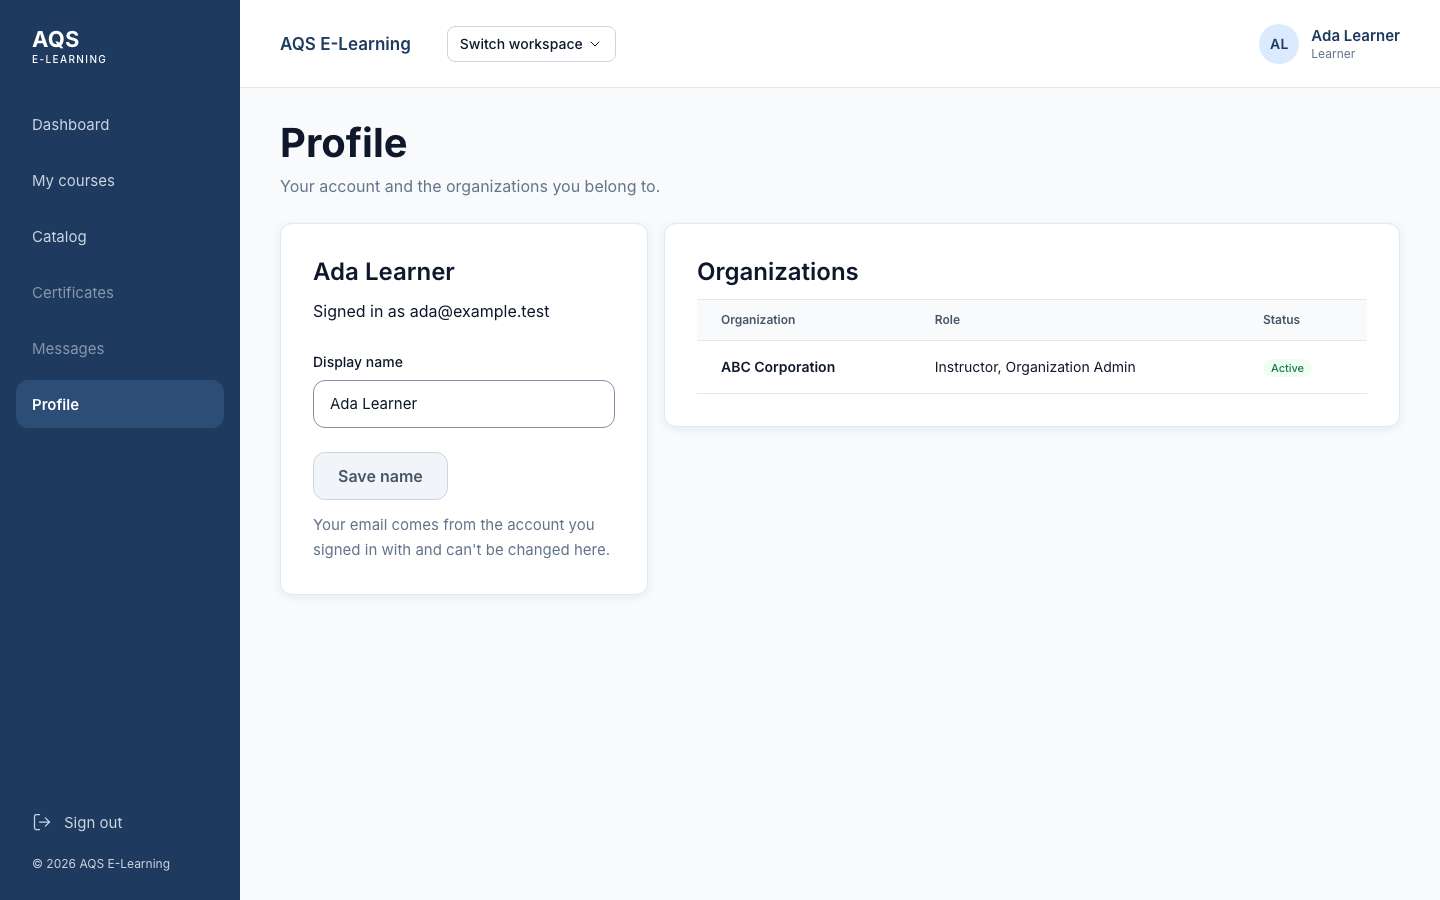 AQS
E-LEARNING
Dashboard
My courses
Catalog
Certificates
Messages
Profile
Sign out
© 2026 AQS E-Learning
AQS E-Learning
Switch workspace
AL
Ada Learner
Learner
Profile
Your account and the organizations you belong to.
Ada Learner
Signed in as ada@example.test
Display name
Ada Learner
Save name
Your email comes from the account you
signed in with and can't be changed here.
Organizations
Organization Role Status
ABC Corporation Instructor, Organization Admin Active